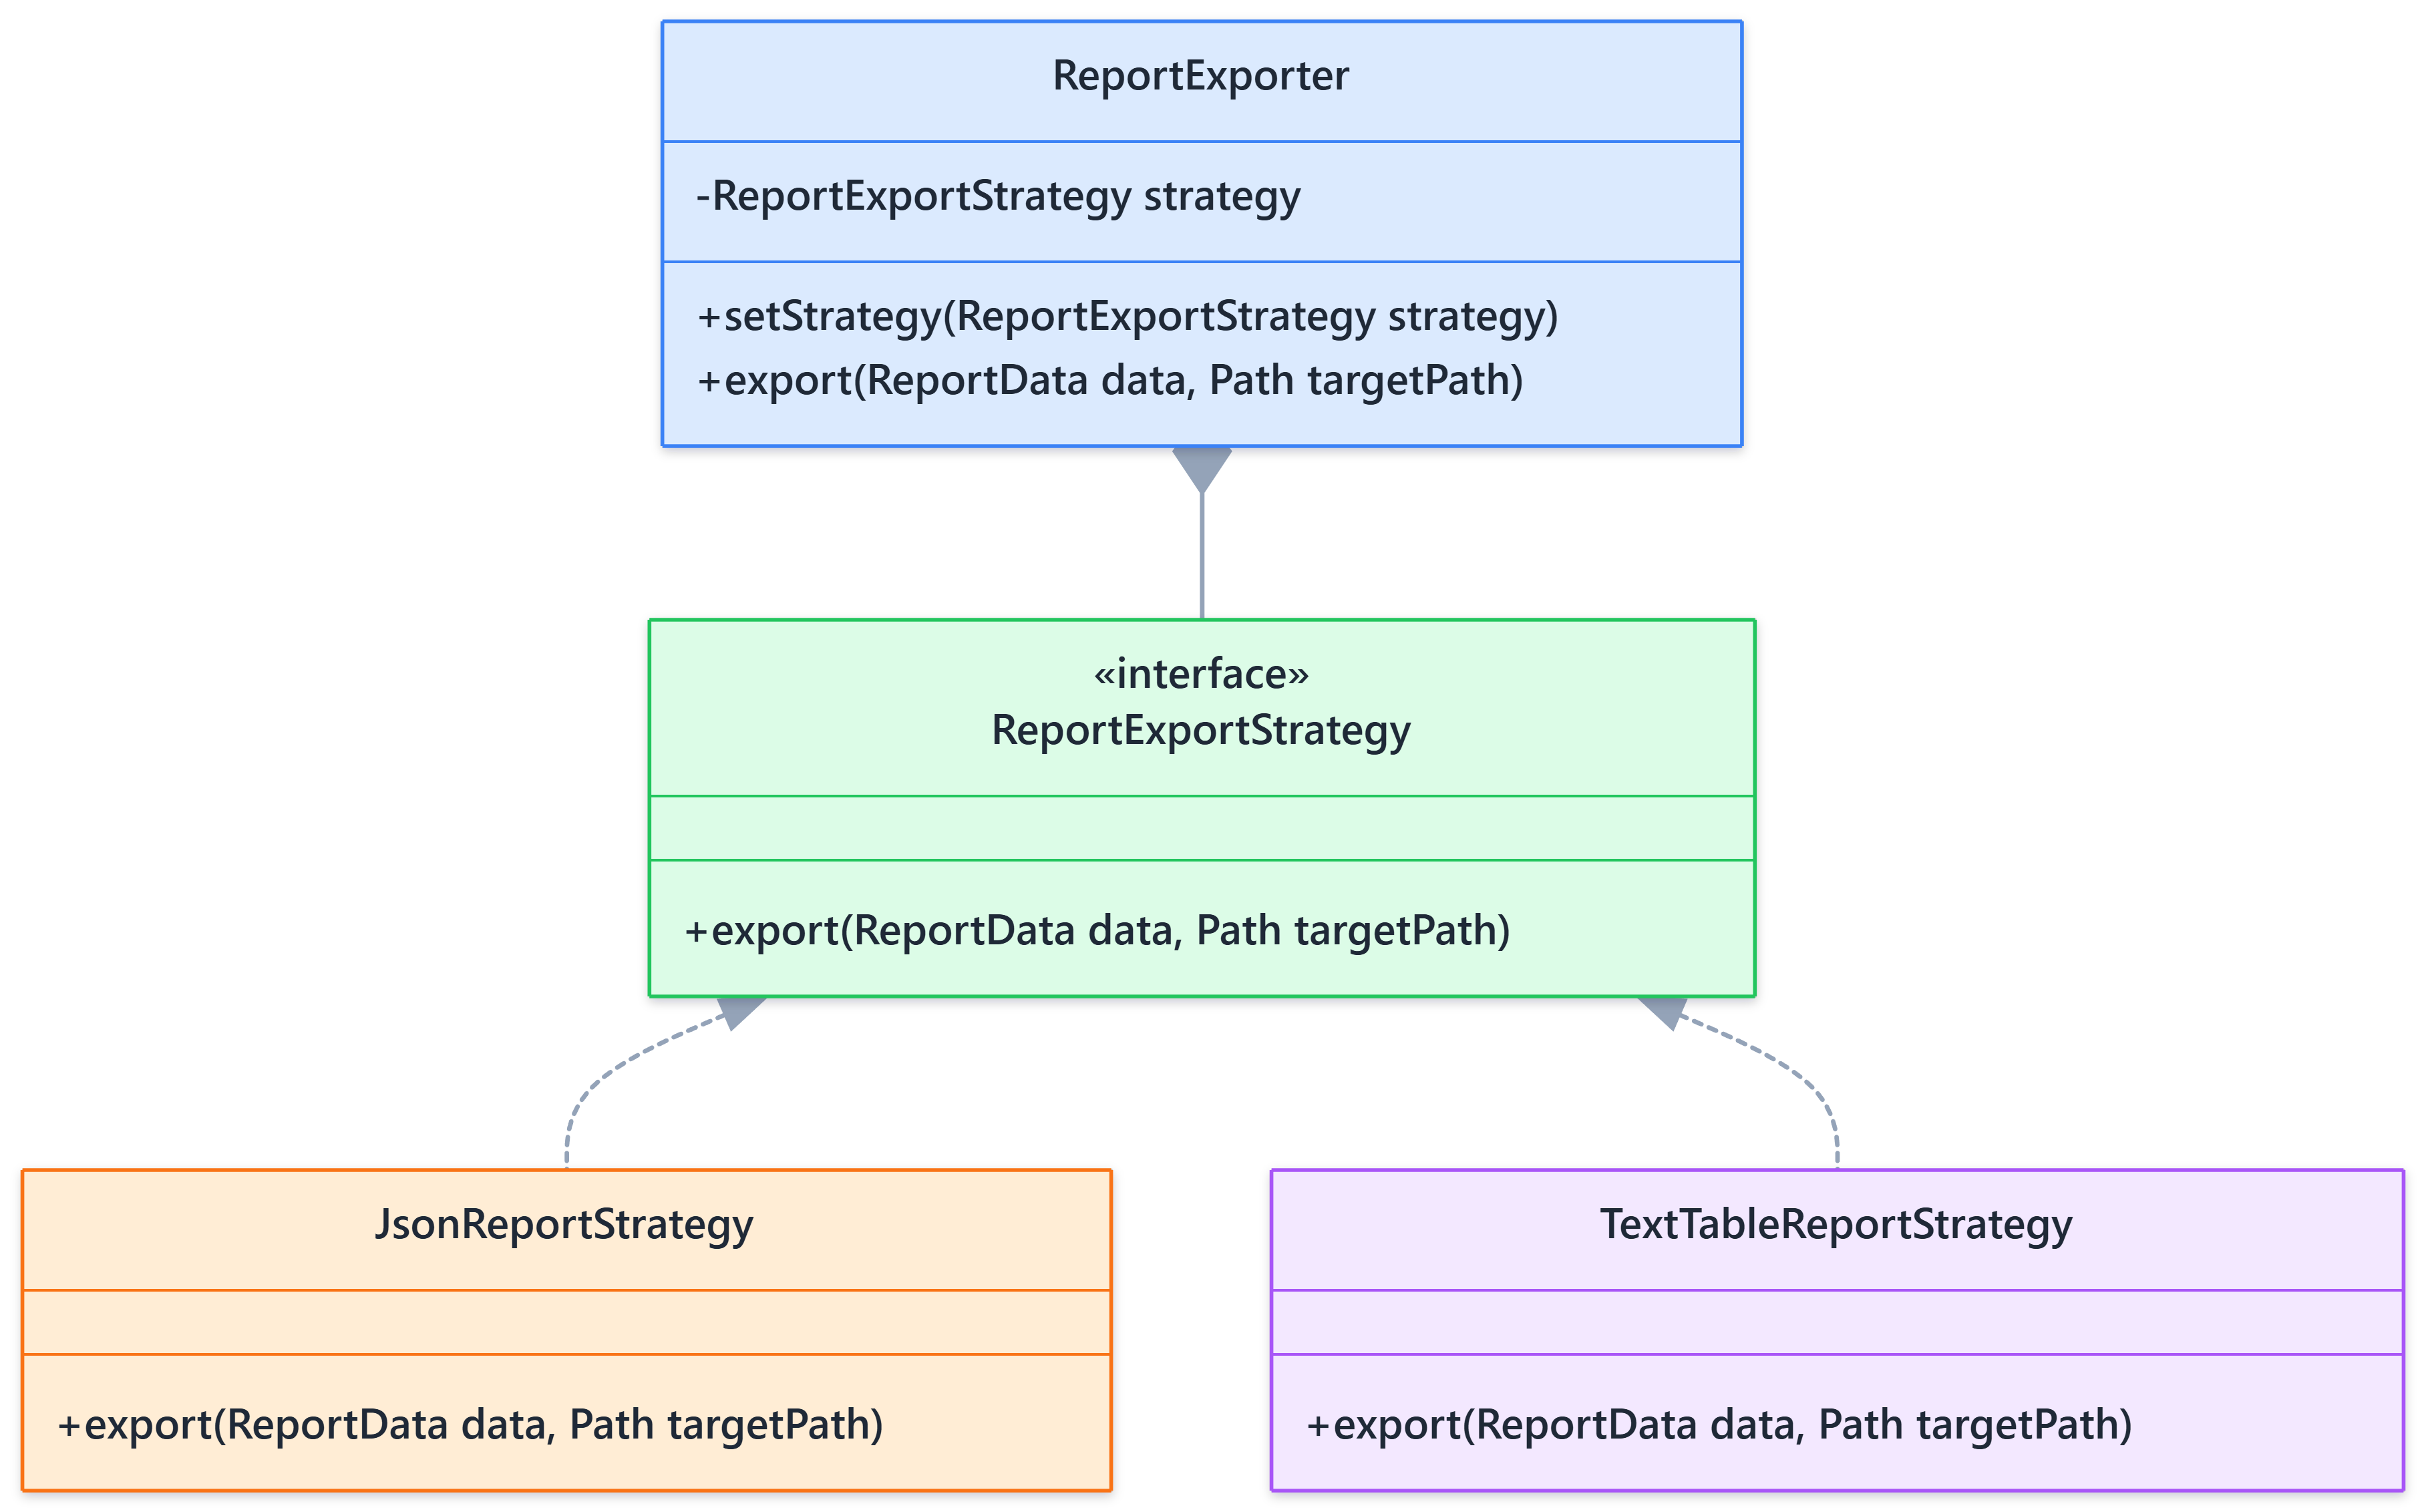 ReportExporter
-ReportExportStrategy strategy
+setStrategy(ReportExportStrategy strategy)
+export(ReportData data, Path targetPath)
«interface»
ReportExportStrategy
+export(ReportData data, Path targetPath)
JsonReportStrategy
+export(ReportData data, Path targetPath)
TextTableReportStrategy
+export(ReportData data, Path targetPath)